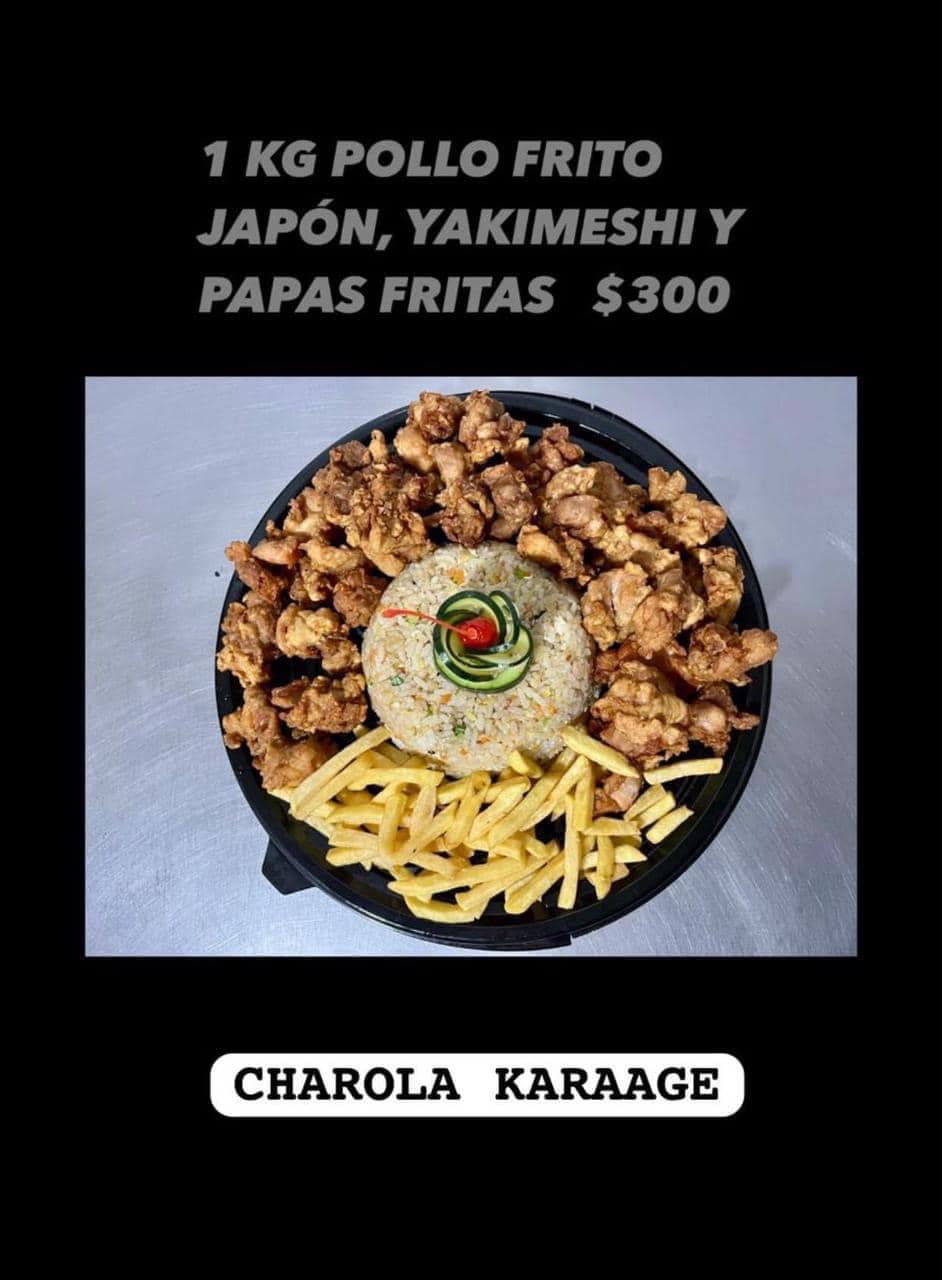 1 KG POLLO FRITO
JAPÓN, YAKIMESHI Y
PAPAS FRITAS $300
CHAROLA KARAAGE